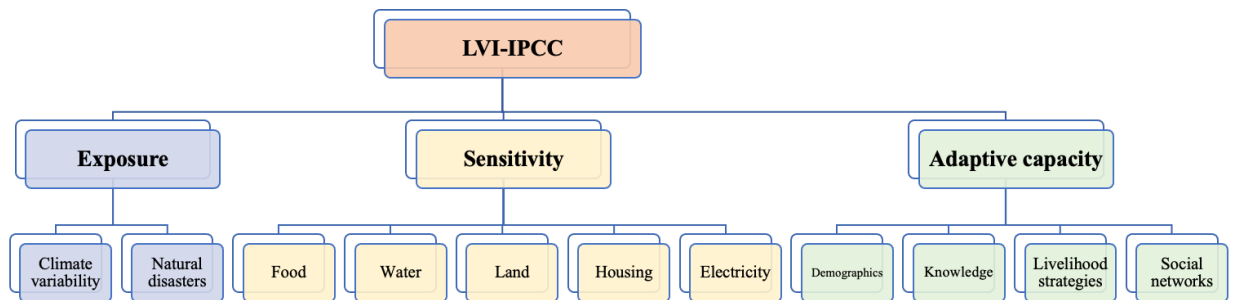 LVI-IPCC
Exposure
Sensitivity
Adaptive capacity
Climate
variability
Natural
disasters
Food
Water
Land
Housing
Electricity
Demographics
Knowledge
Livelihood
strategies
Social
networks